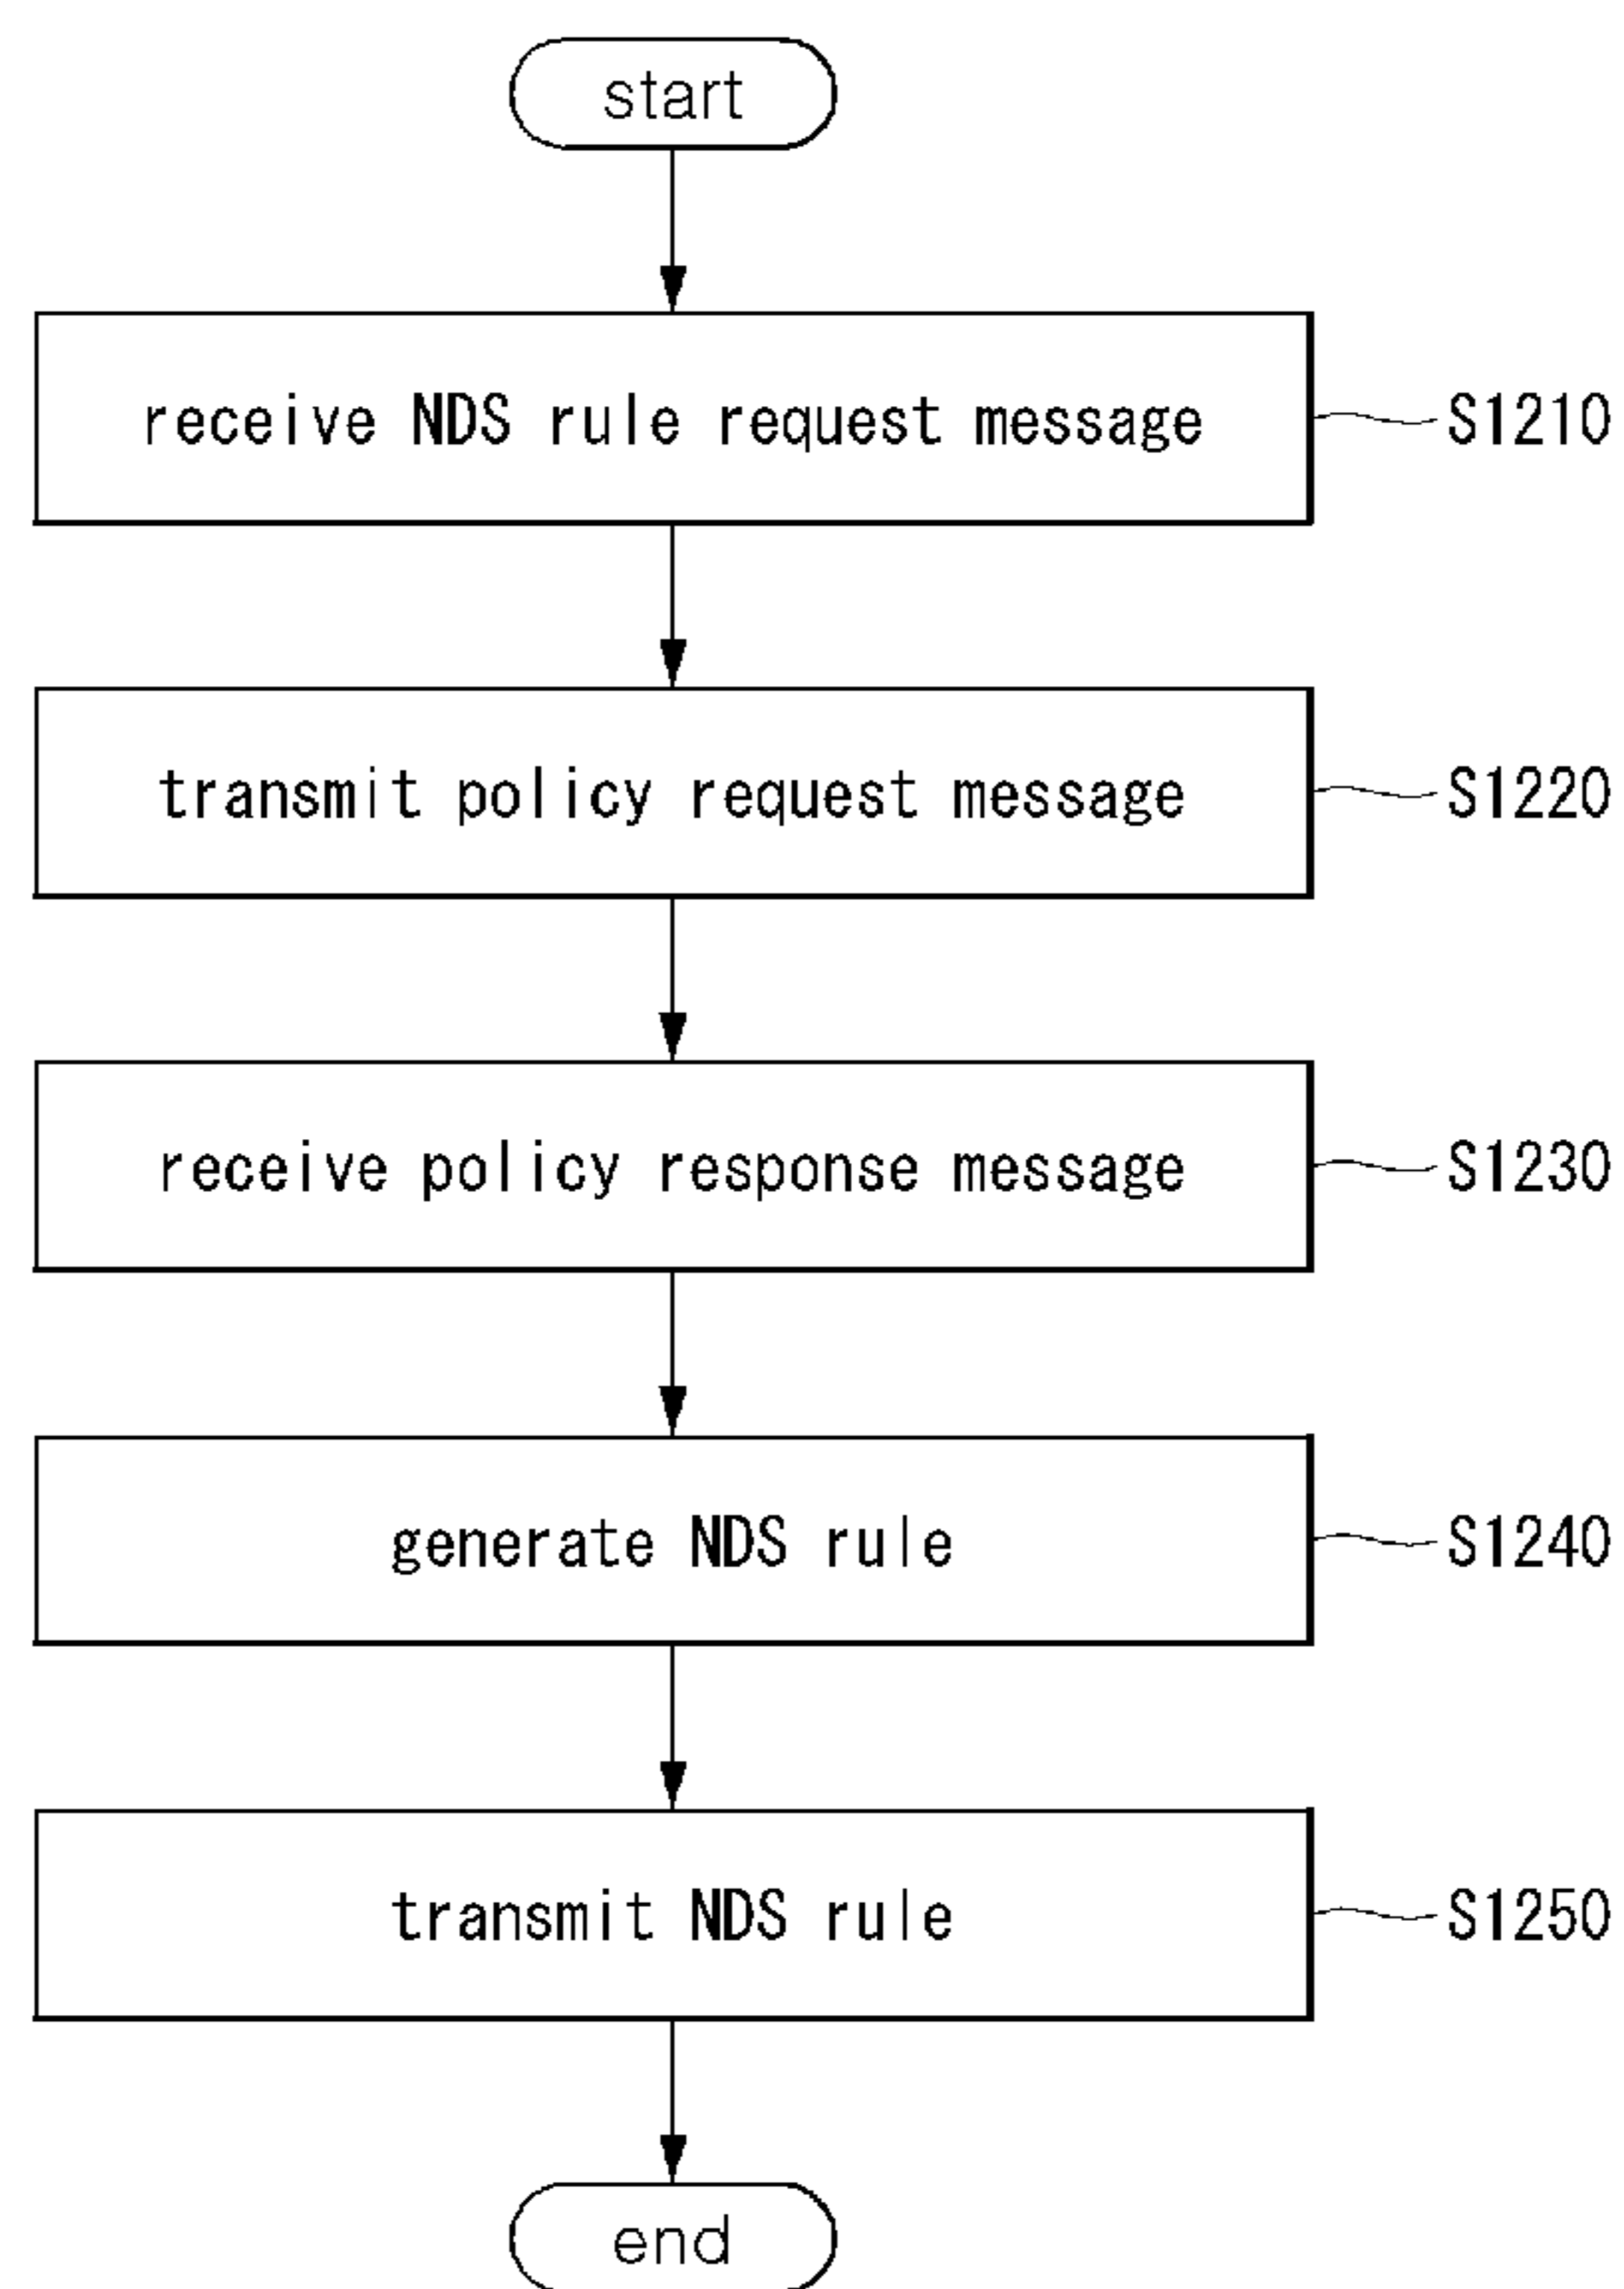 start
receive NDS rule request message
S1210
transmit policy request message
S1220
receive policy response message
S1230
generate NDS rule
S1240
transmit NDS rule
S1250
end